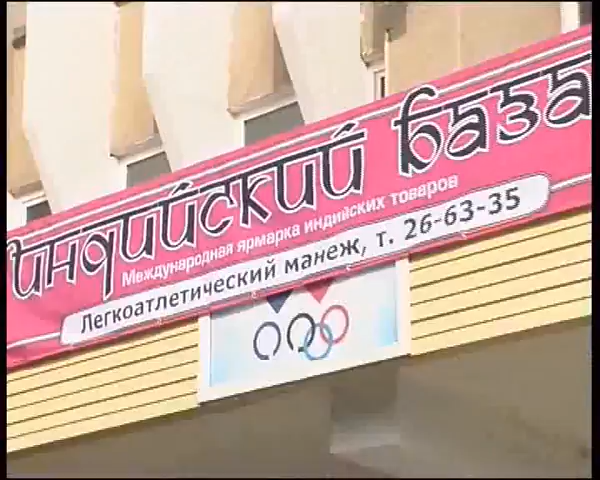 индийский база
Международная ярмарка индийских товаров
Легкоатлетический манеж, т. 26-63-35